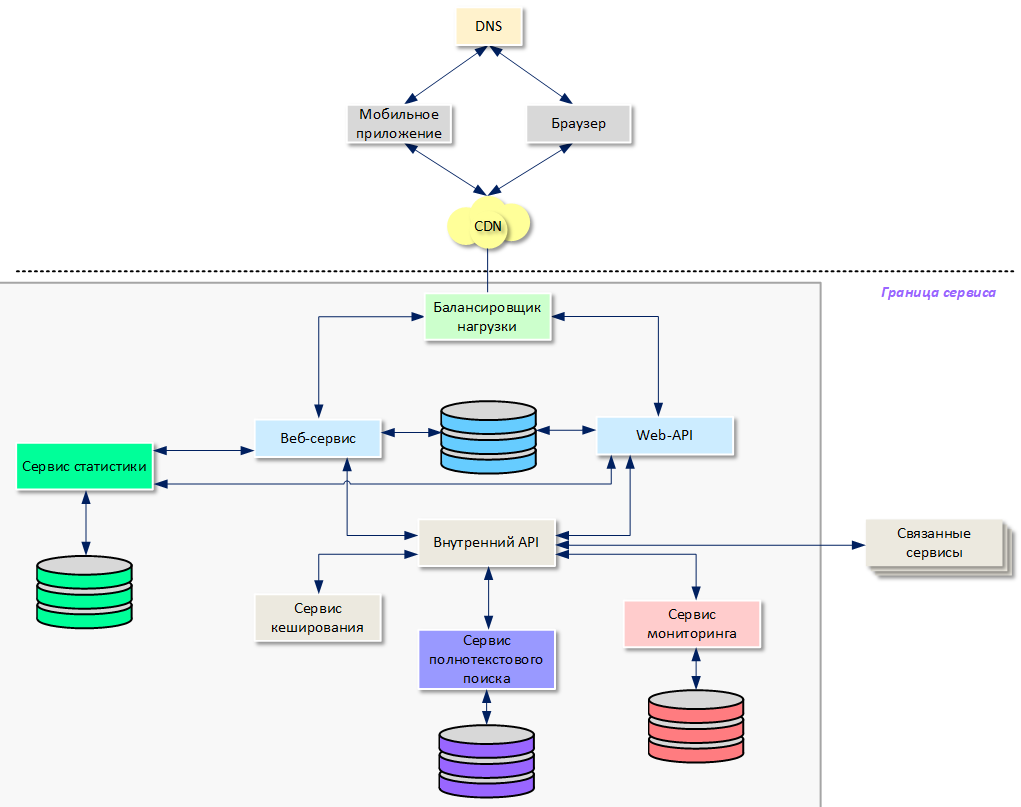 DNS
Мобильное
приложение
Браузер
CDN
Граница сервиса
Балансировщик
нагрузки
Веб-сервис
Web-API
Сервис статистики
Внутренний API
Связанные
сервисы
Сервис
кеширования
Сервис
мониторинга
Сервис
полнотекстового
поиска